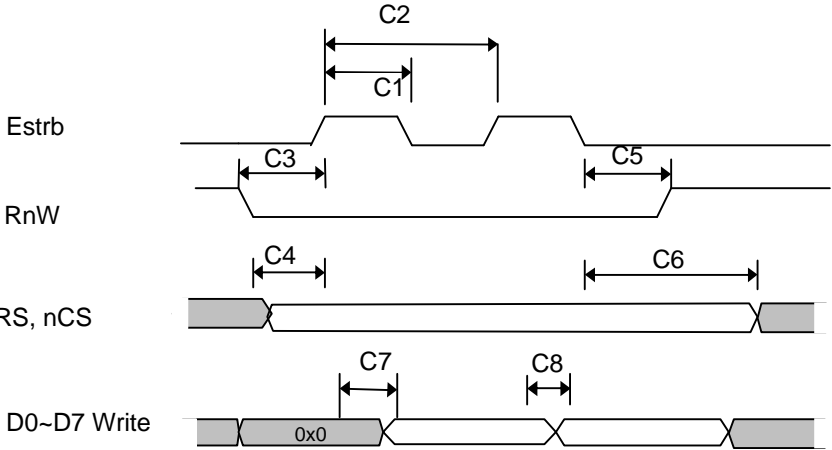 C2
C1
Estrb
C3
C5
RnW
C4
C6
RS, nCS
C7
C8
D0~D7 Write
0x0